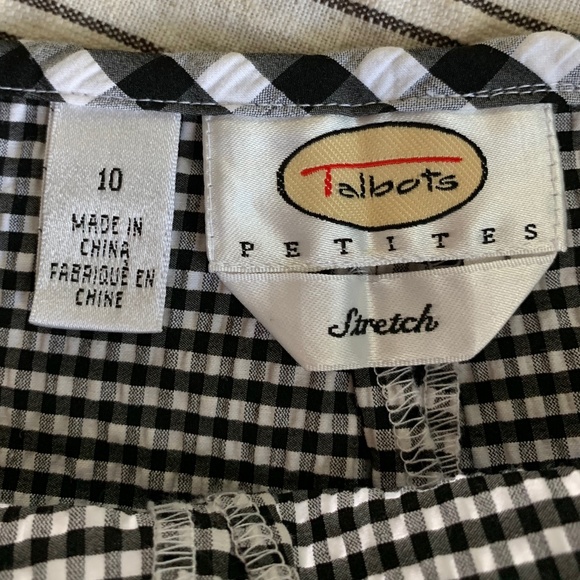 10
MADE IN
CHINA
FABRIQUÉ EN
CHINE
Talbots
PETITES
Stretch